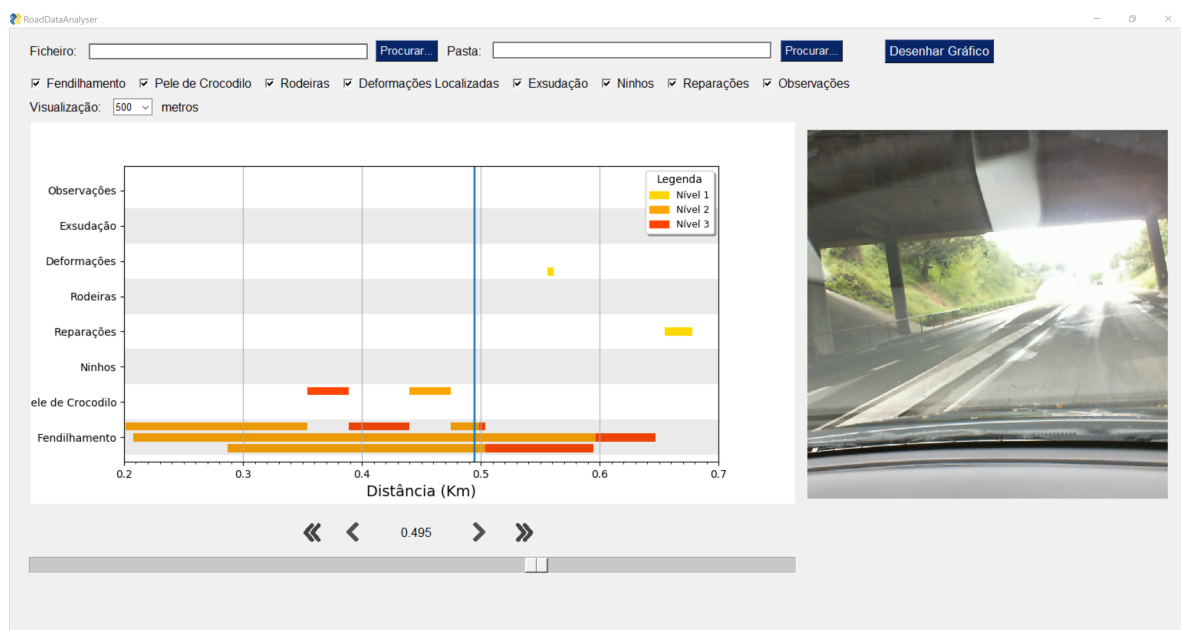 RoadDataAnalyser
Ficheiro: Procurar... Pasta: Procurar... Desenhar Gráfico
Fendilhamento Pele de Crocodilo Rodeiras Deformações Localizadas Exsudação Ninhos Reparações Observações
Visualização: 500 metros
Legenda
Nível 1
Nível 2
Nível 3
Observações
Exsudação
Deformações
Rodeiras
Reparações
Ninhos
ele de Crocodilo
Fendilhamento
0.2 0.3 0.4 0.5 0.6 0.7
Distância (Km)
0.495